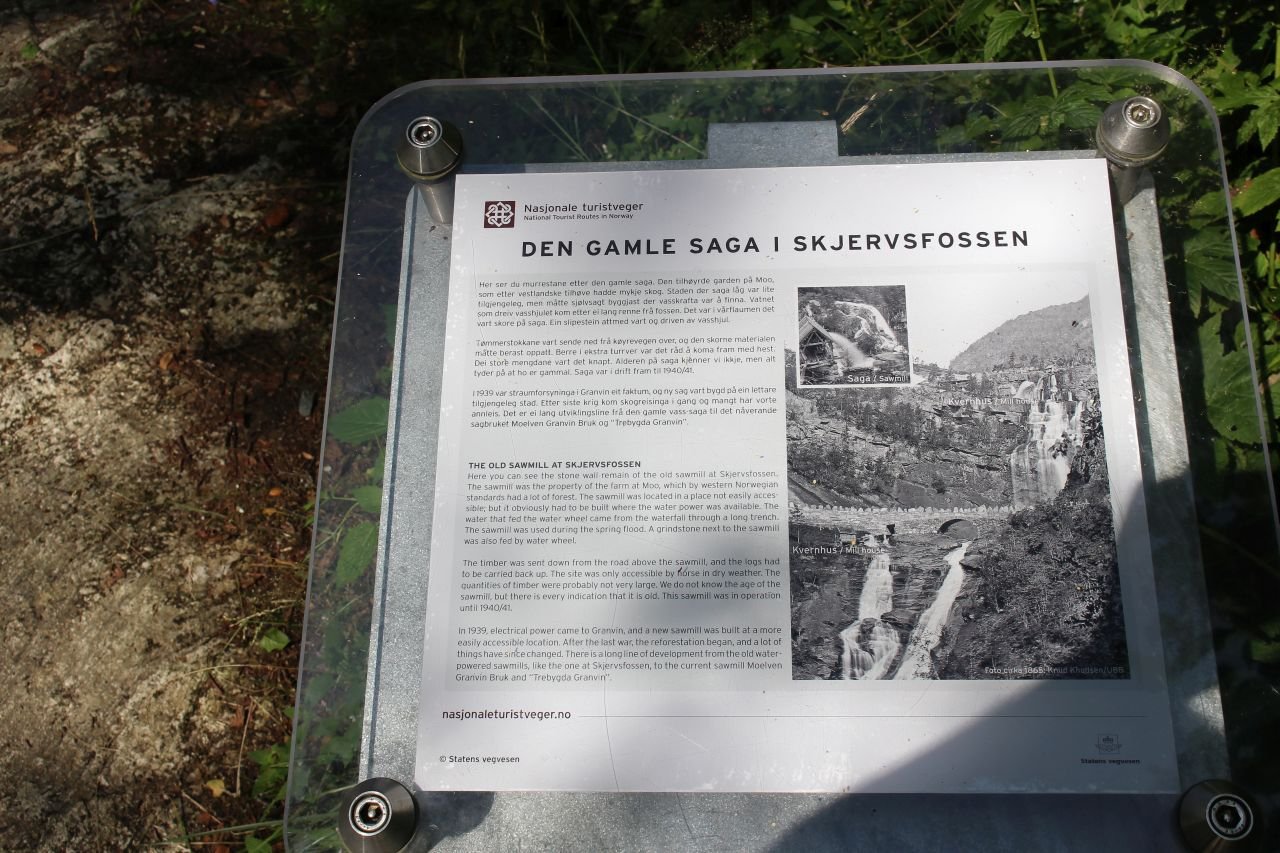 Nasjonale turistveger
National Tourist Routes in Norway
DEN GAMLE SAGA I SKJERVSFOSSEN
Her ser du murrestane etter den gamle saga. Den tilhøyrde garden på Moo,
som etter vestlandske tilhøve hadde mykje skog. Staden der saga låg var lite
tilgjengeleg, men måtte sjølvsagt byggjast der vasskrafta var å finna. Vatnet
som dreiv vasshjulet kom etter ei lang renne frå fossen. Det var i vårflaumen det
vart skore på saga. Ein slipestein attmed vart og driven av vasshjul.
Tømmerstokkane vart sende ned frå køyrevegen over, og den skorne materialen
måtte berast oppatt. Berre i ekstra turrver var det råd å koma fram med hest.
Dei store mengdane vart det knapt. Alderen på saga kjenner vi ikkje, men alt
tyder på at ho er gammal. Saga var i drift fram til 1940/41.
I 1939 var straumforsyninga i Granvin eit faktum, og ny sag vart bygd på ein lettare
tilgjengeleg stad. Etter siste krig kom skogreisinga i gang og mangt har vorte
annleis. Det er ei lang utviklingsline frå den gamle vass-saga til det nåverande
sagbruket Moelven Granvin Bruk og "Trebygda Granvin".
THE OLD SAWMILL AT SKJERVSFOSSEN
Here you can see the stone wall remain of the old sawmill at Skjervsfossen.
The sawmill was the property of the farm at Moo, which by western Norwegian
standards had a lot of forest. The sawmill was located in a place not easily acces-
sible; but it obviously had to be built where the water power was available. The
water that fed the water wheel came from the waterfall through a long trench.
The sawmill was used during the spring flood. A grindstone next to the sawmill
was also fed by water wheel.
The timber was sent down from the road above the sawmill, and the logs had
to be carried back up. The site was only accessible by horse in dry weather. The
quantities of timber were probably not very large. We do not know the age of the
sawmill, but there is every indication that it is old. This sawmill was in operation
until 1940/41.
In 1939, electrical power came to Granvin, and a new sawmill was built at a more
easily accessible location. After the last war, the reforestation began, and a lot of
things have since changed. There is a long line of development from the old water-
powered sawmills, like the one at Skjervsfossen, to the current sawmill Moelven
Granvin Bruk and "Trebygda Granvin".
Saga / Sawmill
Kvernhus / Mill house
Kvernhus / Mill house
Foto cirka 1865: Knud Knudsen/UBB
nasjonaleturistveger.no
© Statens vegvesen
Statens vegvesen